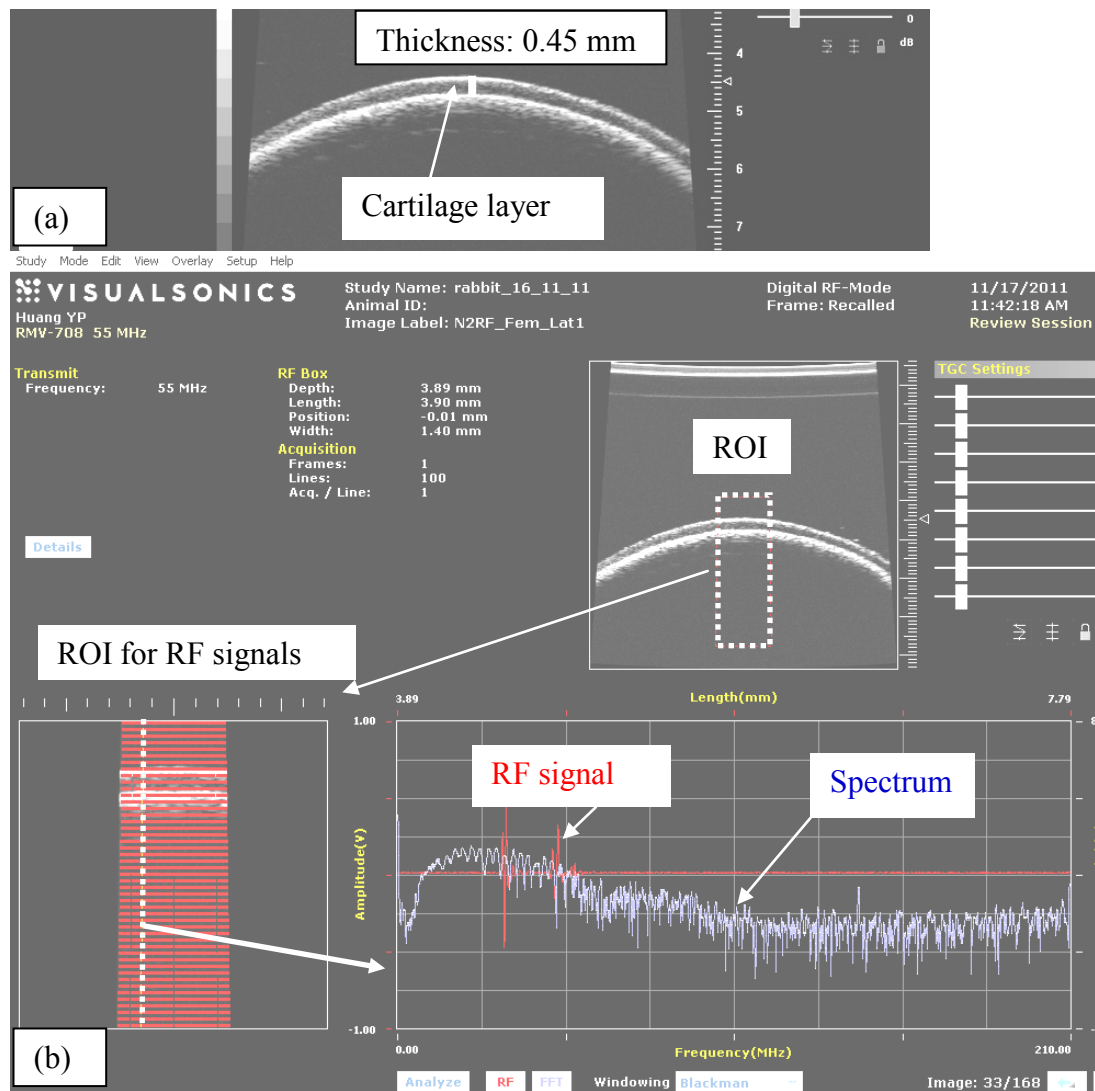 Thickness: 0.45 mm
0
dB
4
5
6
7
Cartilage layer
(a)
Study Mode Edit View Overlay Setup Help
VISUALSONICS
Huang YP
RMV-708 55 MHz
Study Name: rabbit_16_11_11
Animal ID:
Image Label: N2RF_Fem_Lat1
Digital RF-Mode
Frame: Recalled
11/17/2011
11:42:18 AM
Review Session
Transmit
Frequency: 55 MHz
RF Box
Depth: 3.89 mm
Length: 3.90 mm
Position: -0.01 mm
Width: 1.40 mm
Acquisition
Frames: 1
Lines: 100
Acq. / Line: 1
TGC Settings
ROI
Details
ROI for RF signals
3.89
Length(mm)
7.79
1.00
8
RF signal
Spectrum
Amplitude(V)
-1.00
0.00
Frequency(MHz)
210.00
(b)
Analyze RF FFT Windowing Blackman
Image: 33/168